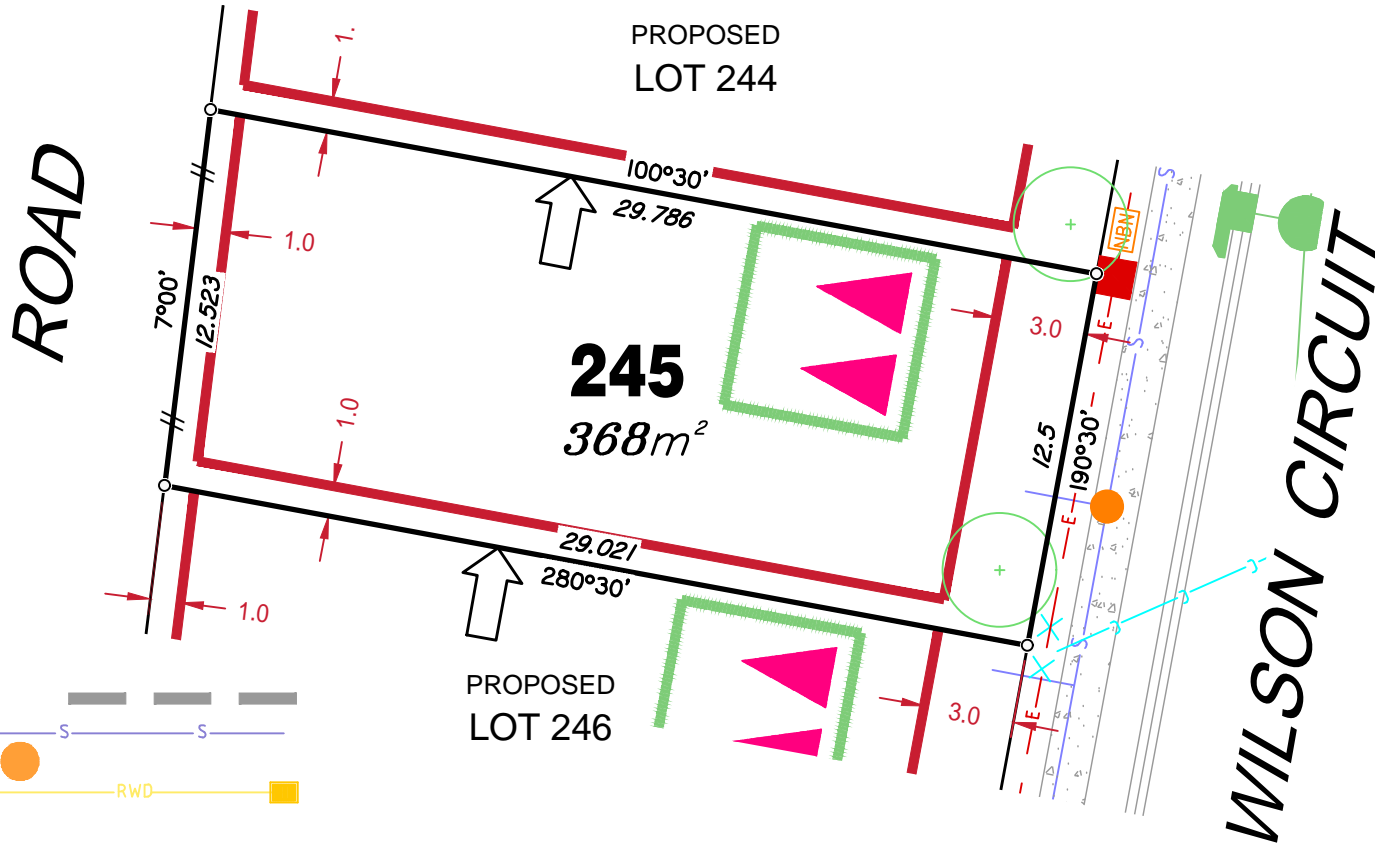 PROPOSED
LOT 244
1.
ROAD
100°30'
29.786
NBN
1.0
7°00'
12.523
3.0
E
S
S
245
368m²
1.0
12.5
190°30'
E
WILSON CIRCUIT
29.021
280°30'
1.0
PROPOSED
LOT 246
3.0
E
S
S
S
RWD